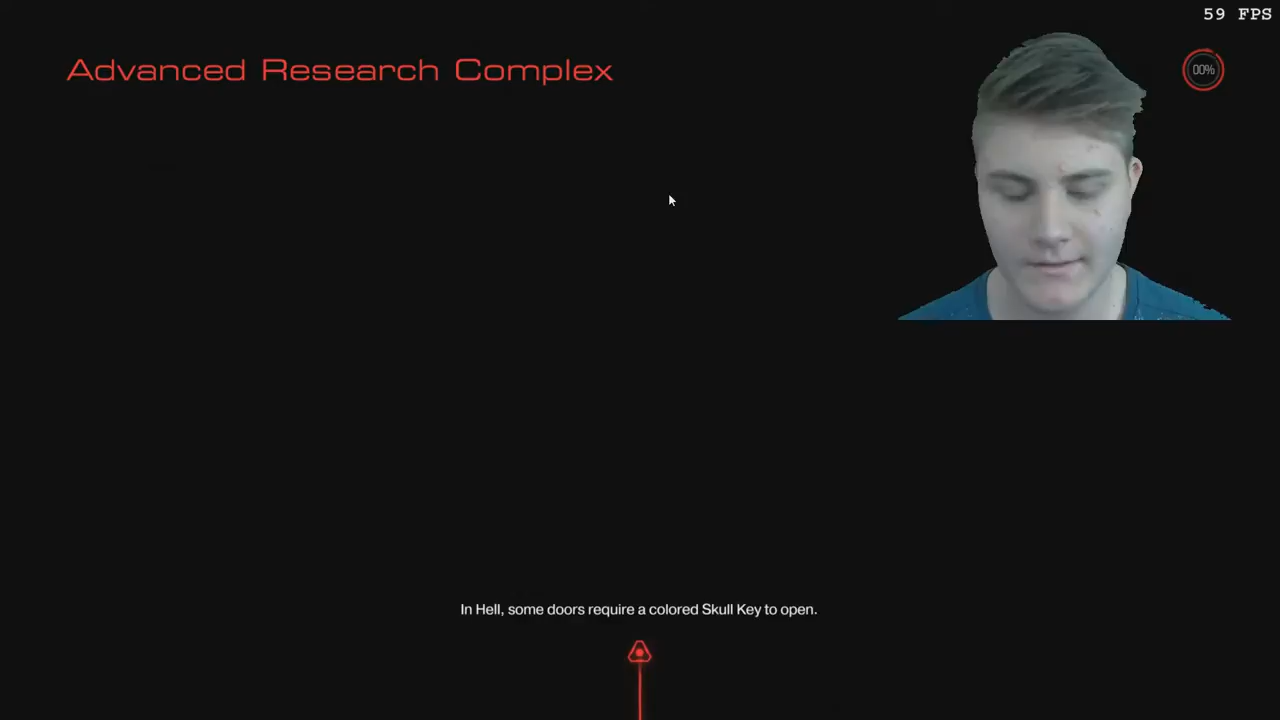 59 FPS
Advanced Research Complex
00%
In Hell, some doors require a colored Skull Key to open.